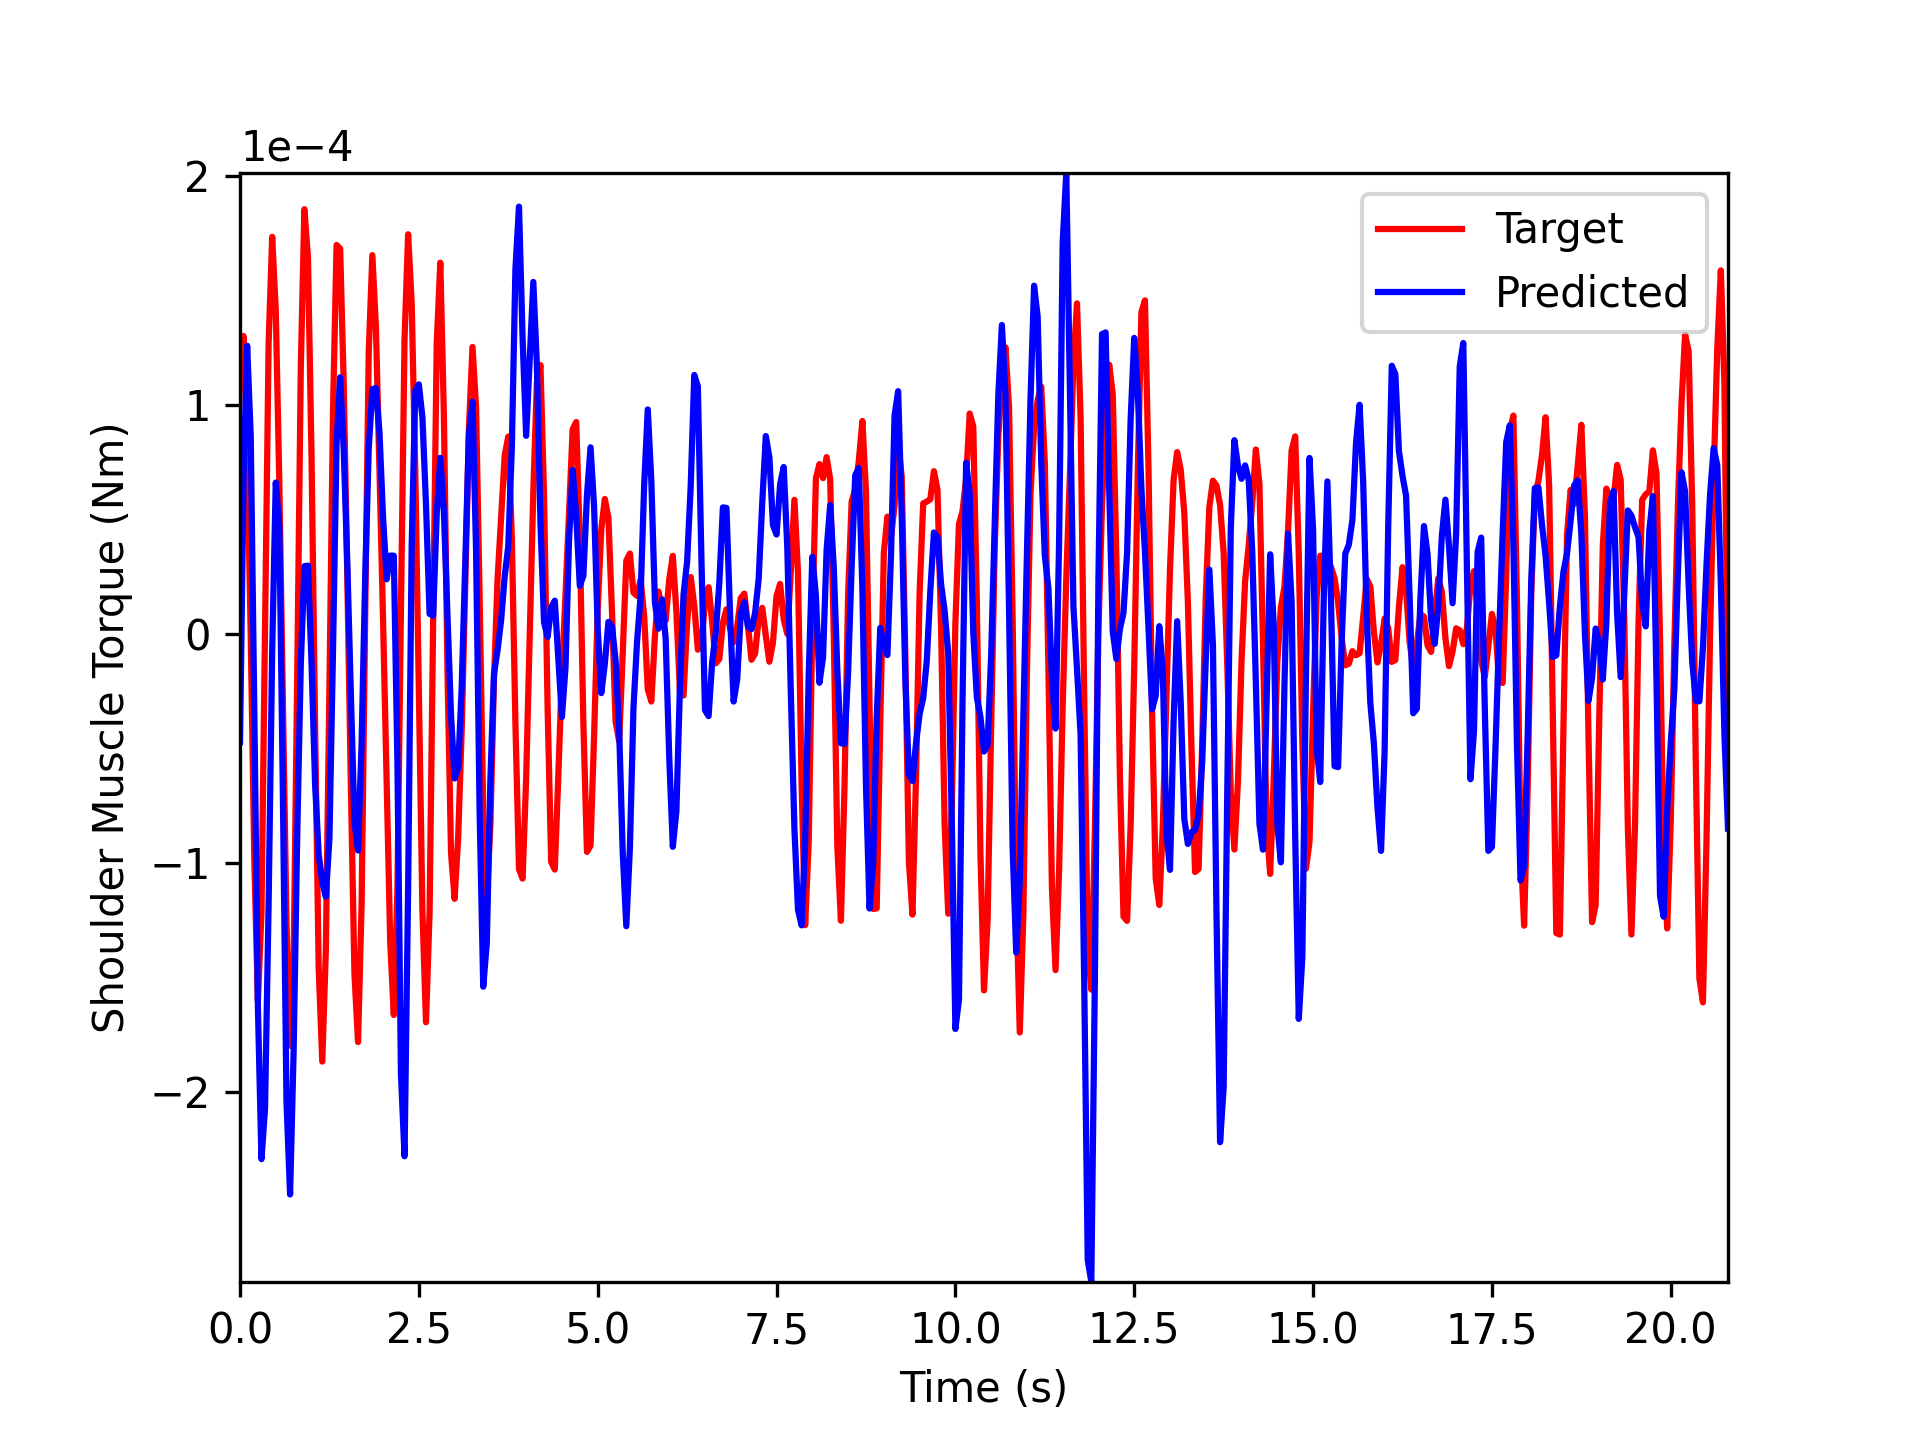 1e−4
2
1
0
−1
−2
Shoulder Muscle Torque (Nm)
Target
Predicted
0.0 2.5 5.0 7.5 10.0 12.5 15.0 17.5 20.0
Time (s)